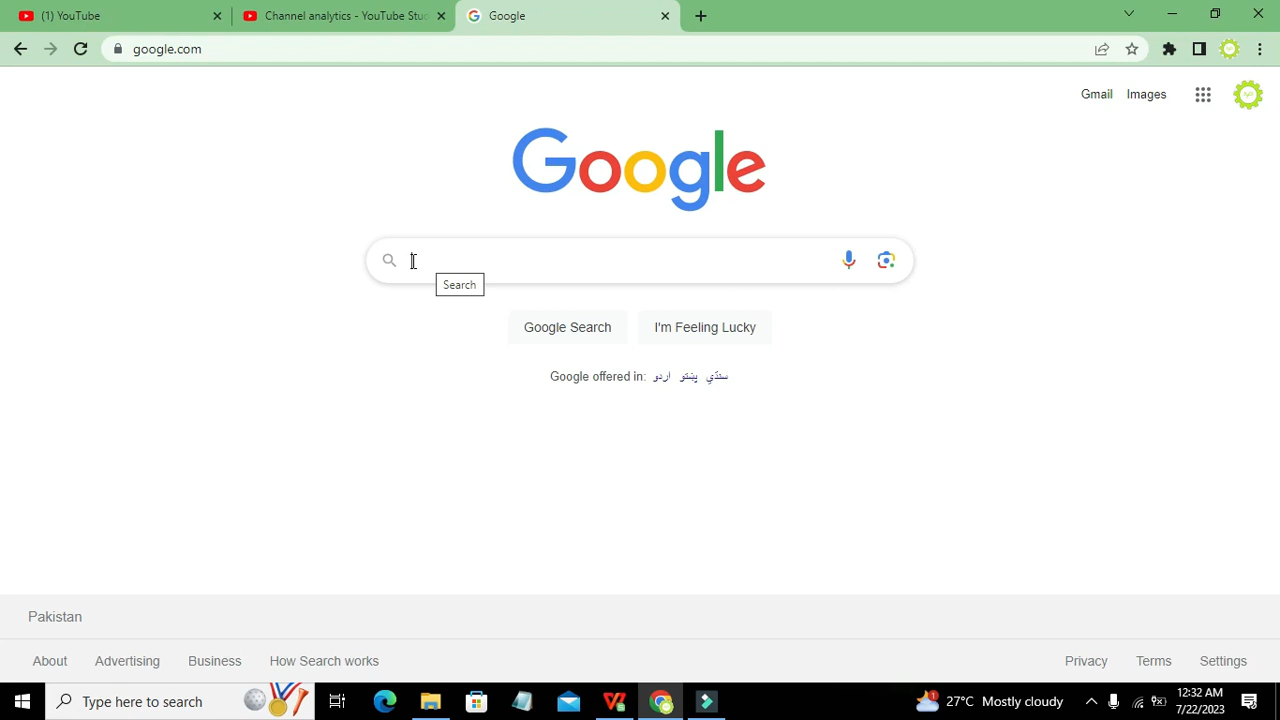 (1) YouTube
Channel analytics - YouTube Stu
Google
google.com
Gmail Images
Google
Search
Google Search I'm Feeling Lucky
Google offered in: اردو پښتو سنڌي
Pakistan
About Advertising Business How Search works
Privacy Terms Settings
Type here to search
1
27°C Mostly cloudy
12:32 AM
7/22/2023